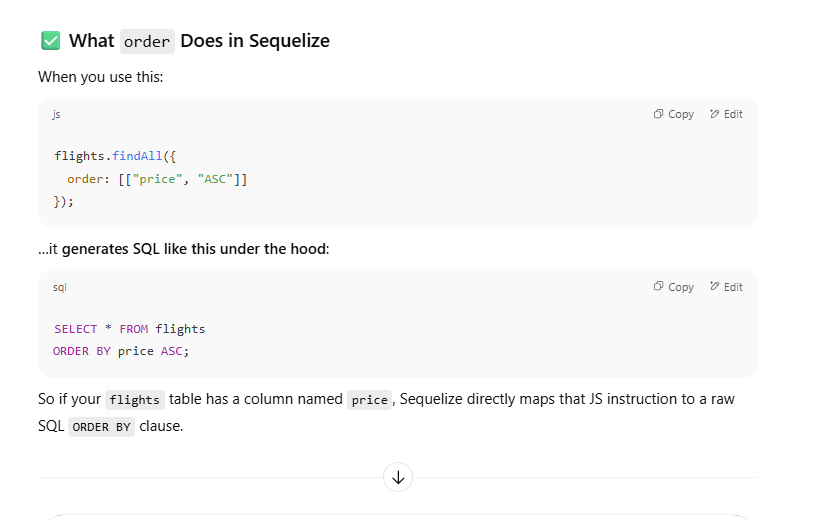 ✅ What order Does in Sequelize
When you use this:
js
Copy
Edit
flights.findAll({
  order: [["price", "ASC"]]
});
...it generates SQL like this under the hood:
sql
Copy
Edit
SELECT * FROM flights
ORDER BY price ASC;
So if your flights table has a column named price, Sequelize directly maps that JS instruction to a raw
SQL ORDER BY clause.